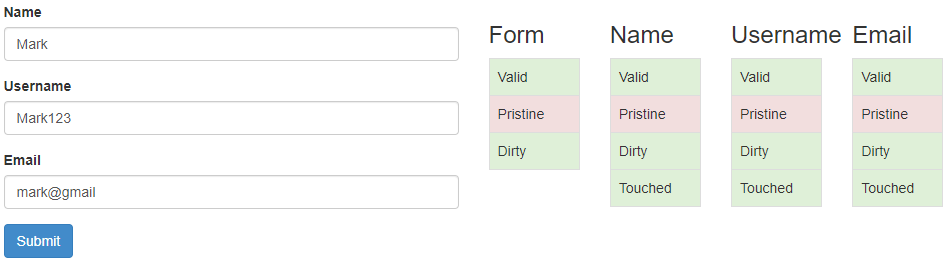 Name
Mark
Username
Mark123
Email
mark@gmail
Submit
Form
Valid
Pristine
Dirty
Name
Valid
Pristine
Dirty
Touched
Username
Valid
Pristine
Dirty
Touched
Email
Valid
Pristine
Dirty
Touched